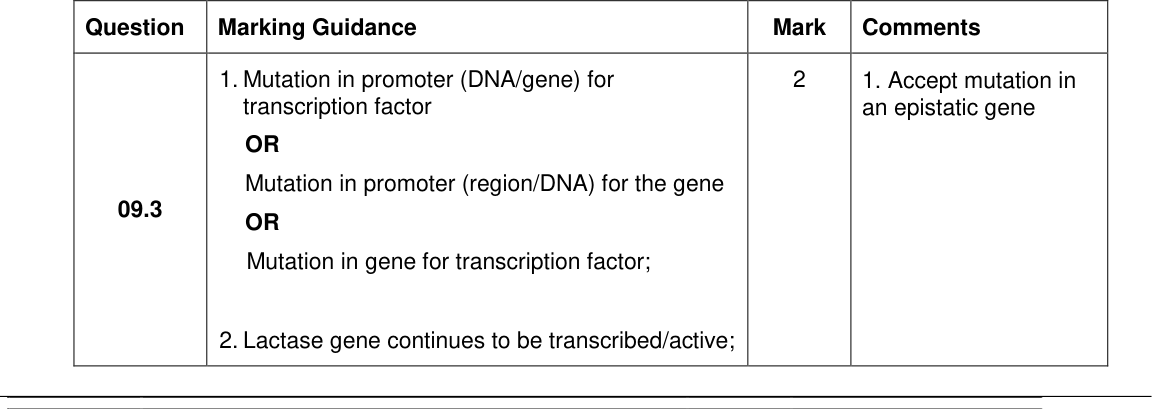 Question Marking Guidance Mark Comments
09.3
1. Mutation in promoter (DNA/gene) for
transcription factor
OR
Mutation in promoter (region/DNA) for the gene
OR
Mutation in gene for transcription factor;
2. Lactase gene continues to be transcribed/active;
2
1. Accept mutation in
an epistatic gene